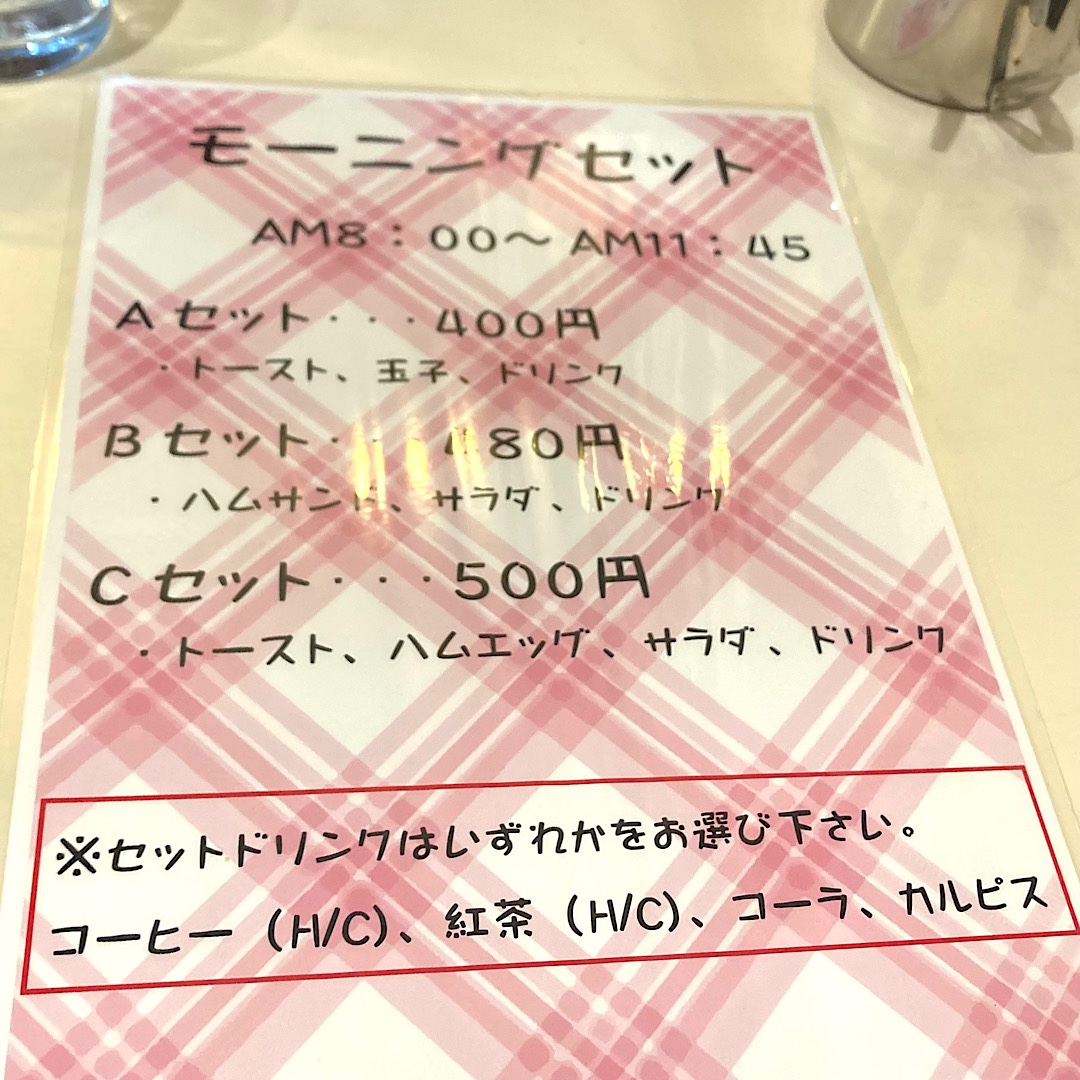 モーニングセット
AM8：00～AM11：45
Aセット・・・400円
・トースト、玉子、ドリンク
Bセット・・・480円
・ハムサンド、サラダ、ドリンク
Cセット・・・500円
・トースト、ハムエッグ、サラダ、ドリンク
※セットドリンクはいずれかをお選び下さい。
コーヒー（H/C）、紅茶（H/C）、コーラ、カルピス